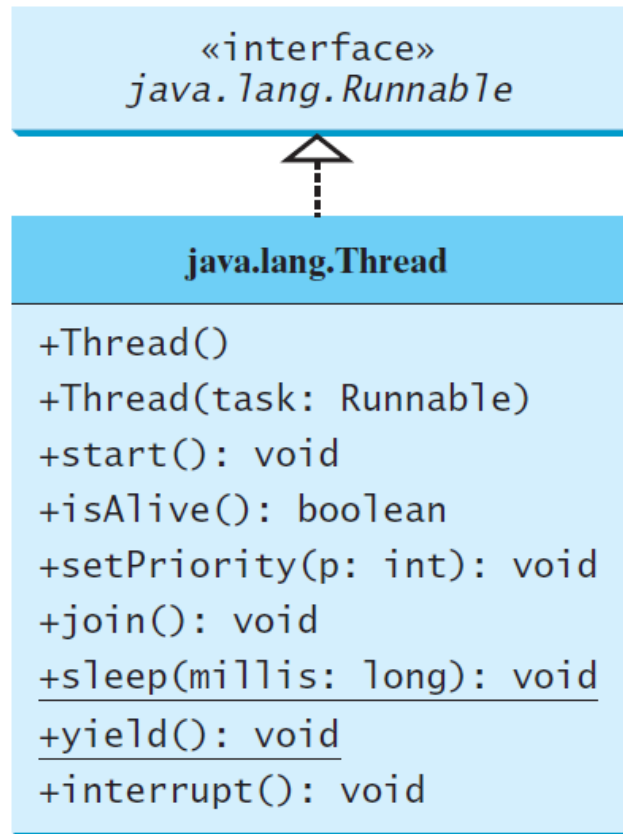 «interface»
java.lang.Runnable
java.lang.Thread
+Thread()
+Thread(task: Runnable)
+start(): void
+isAlive(): boolean
+setPriority(p: int): void
+join(): void
+sleep(millis: long): void
+yield(): void
+interrupt(): void